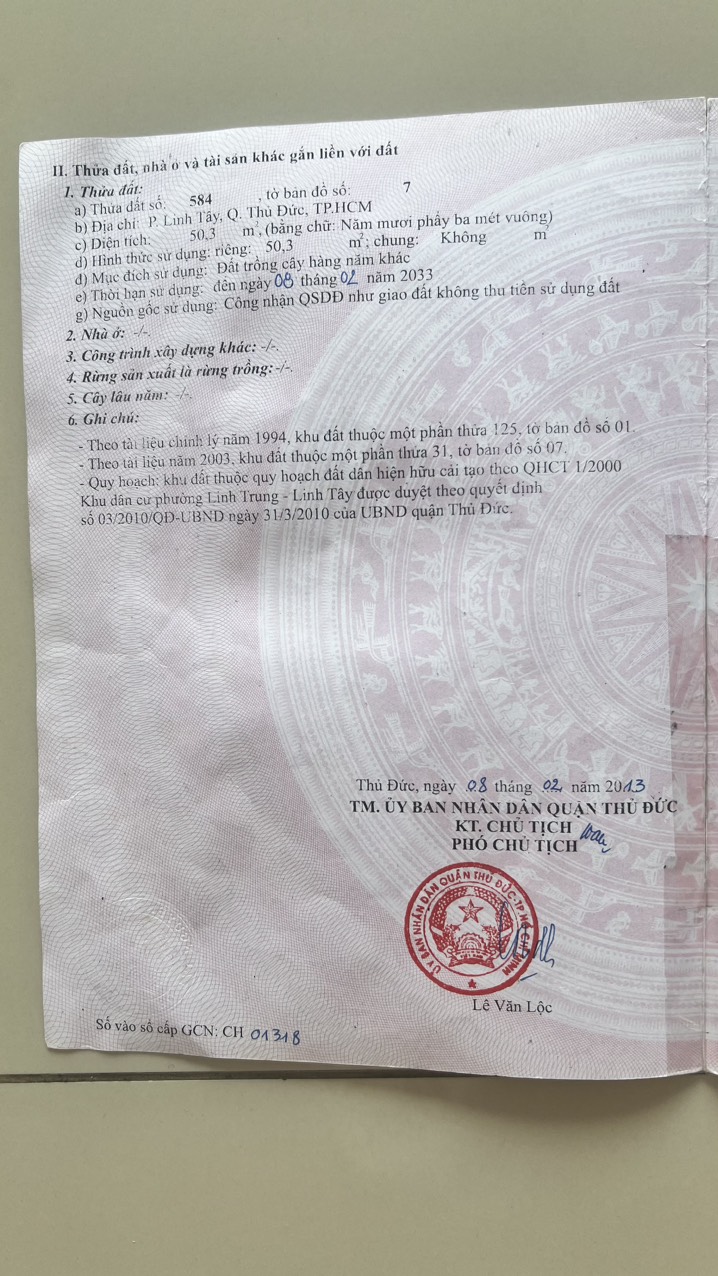 II. Thửa đất, nhà ở và tài sản khác gắn liền với đất
1. Thửa đất:
a) Thửa đất số: 584 , tờ bản đồ số: 7
b) Địa chỉ: P. Linh Tây, Q. Thủ Đức, TP.HCM
c) Diện tích: 50,3 m², (bằng chữ: Năm mươi phẩy ba mét vuông)
d) Hình thức sử dụng: riêng: 50,3 m²; chung: Không m²
đ) Mục đích sử dụng: Đất trồng cây hàng năm khác
e) Thời hạn sử dụng: đến ngày 08 tháng 02 năm 2033
g) Nguồn gốc sử dụng: Công nhận QSDĐ như giao đất không thu tiền sử dụng đất
2. Nhà ở: -/-.
3. Công trình xây dựng khác: -/-.
4. Rừng sản xuất là rừng trồng: -/-.
5. Cây lâu năm: -/-.
6. Ghi chú:
- Theo tài liệu chỉnh lý năm 1994, khu đất thuộc một phần thửa 125, tờ bản đồ số 01.
- Theo tài liệu năm 2003, khu đất thuộc một phần thửa 31, tờ bản đồ số 07.
- Quy hoạch: khu đất thuộc quy hoạch đất dân hiện hữu cải tạo theo QHCT 1/2000
Khu dân cư phường Linh Trung - Linh Tây được duyệt theo quyết định
số 03/2010/QĐ-UBND ngày 31/3/2010 của UBND quận Thủ Đức.
Thủ Đức, ngày 08 tháng 02 năm 2013
TM. ỦY BAN NHÂN DÂN QUẬN THỦ ĐỨC
KT. CHỦ TỊCH
PHÓ CHỦ TỊCH
ỦY BAN NHÂN DÂN QUẬN THỦ ĐỨC-TP HỒ CHÍ MINH
Lê Văn Lộc
Số vào sổ cấp GCN: CH 01318